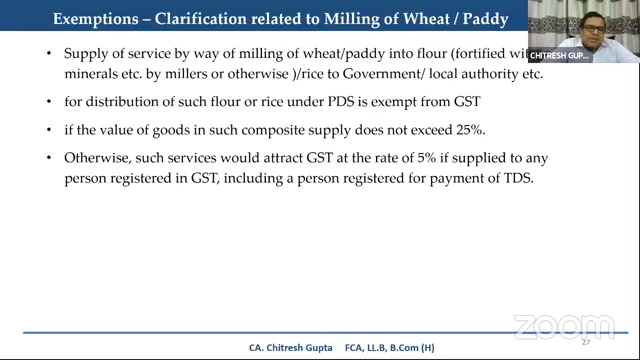 Exemptions – Clarification related to Milling of Wheat / Paddy
CHITRESH GUP...
• Supply of service by way of milling of wheat/paddy into flour (fortified wit
minerals etc. by millers or otherwise )/rice to Government/ local authority etc.
• for distribution of such flour or rice under PDS is exempt from GST
• if the value of goods in such composite supply does not exceed 25%.
• Otherwise, such services would attract GST at the rate of 5% if supplied to any
person registered in GST, including a person registered for payment of TDS.
zoom
27
CA. Chitresh Gupta FCA, LL.B, B.Com (H)